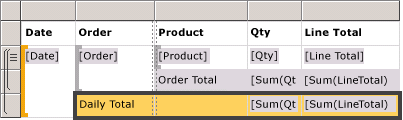 Date Order Product Qty Line Total
[Date] [Order] [Product] [Qty] [Line Total]
Order Total [Sum(Qt [Sum(LineTotal)
Daily Total [Sum(Qt [Sum(LineTotal)